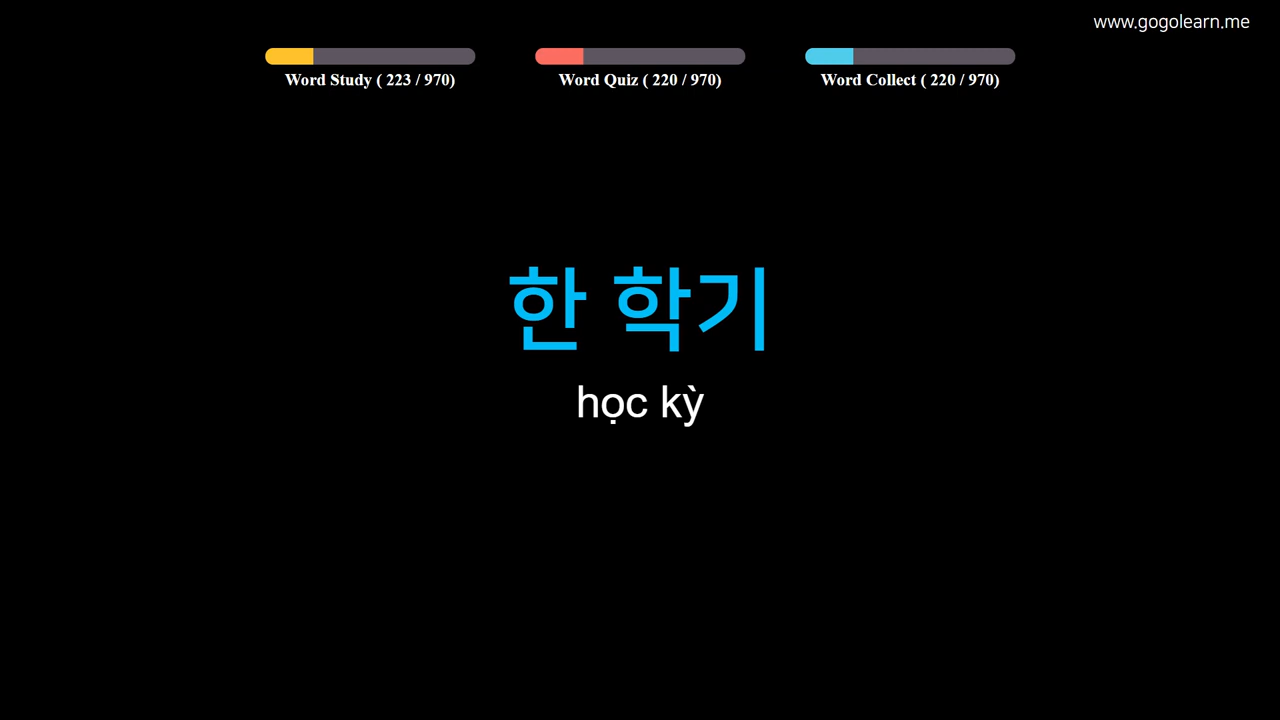 www.gogolearn.me
Word Study ( 223 / 970)
Word Quiz ( 220 / 970)
Word Collect ( 220 / 970)
한 학기
học kỳ